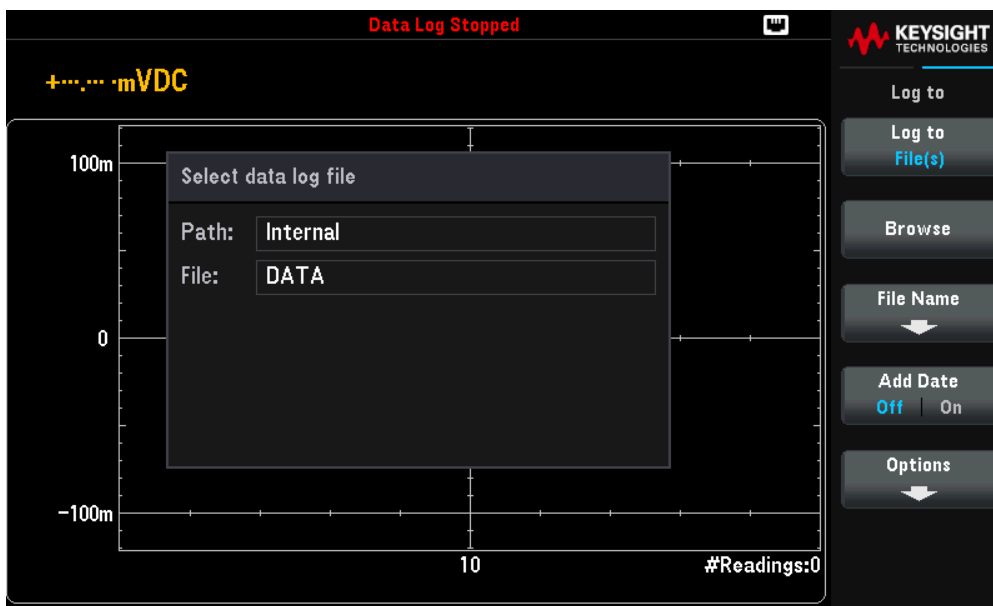 Data Log Stopped
KEYSIGHT
TECHNOLOGIES
+---.--- -mVDC
Log to
Log to
File(s)
100m
Select data log file
Path: Internal
Browse
File: DATA
File Name
0
Add Date
Off On
Options
-100m
10
#Readings:0